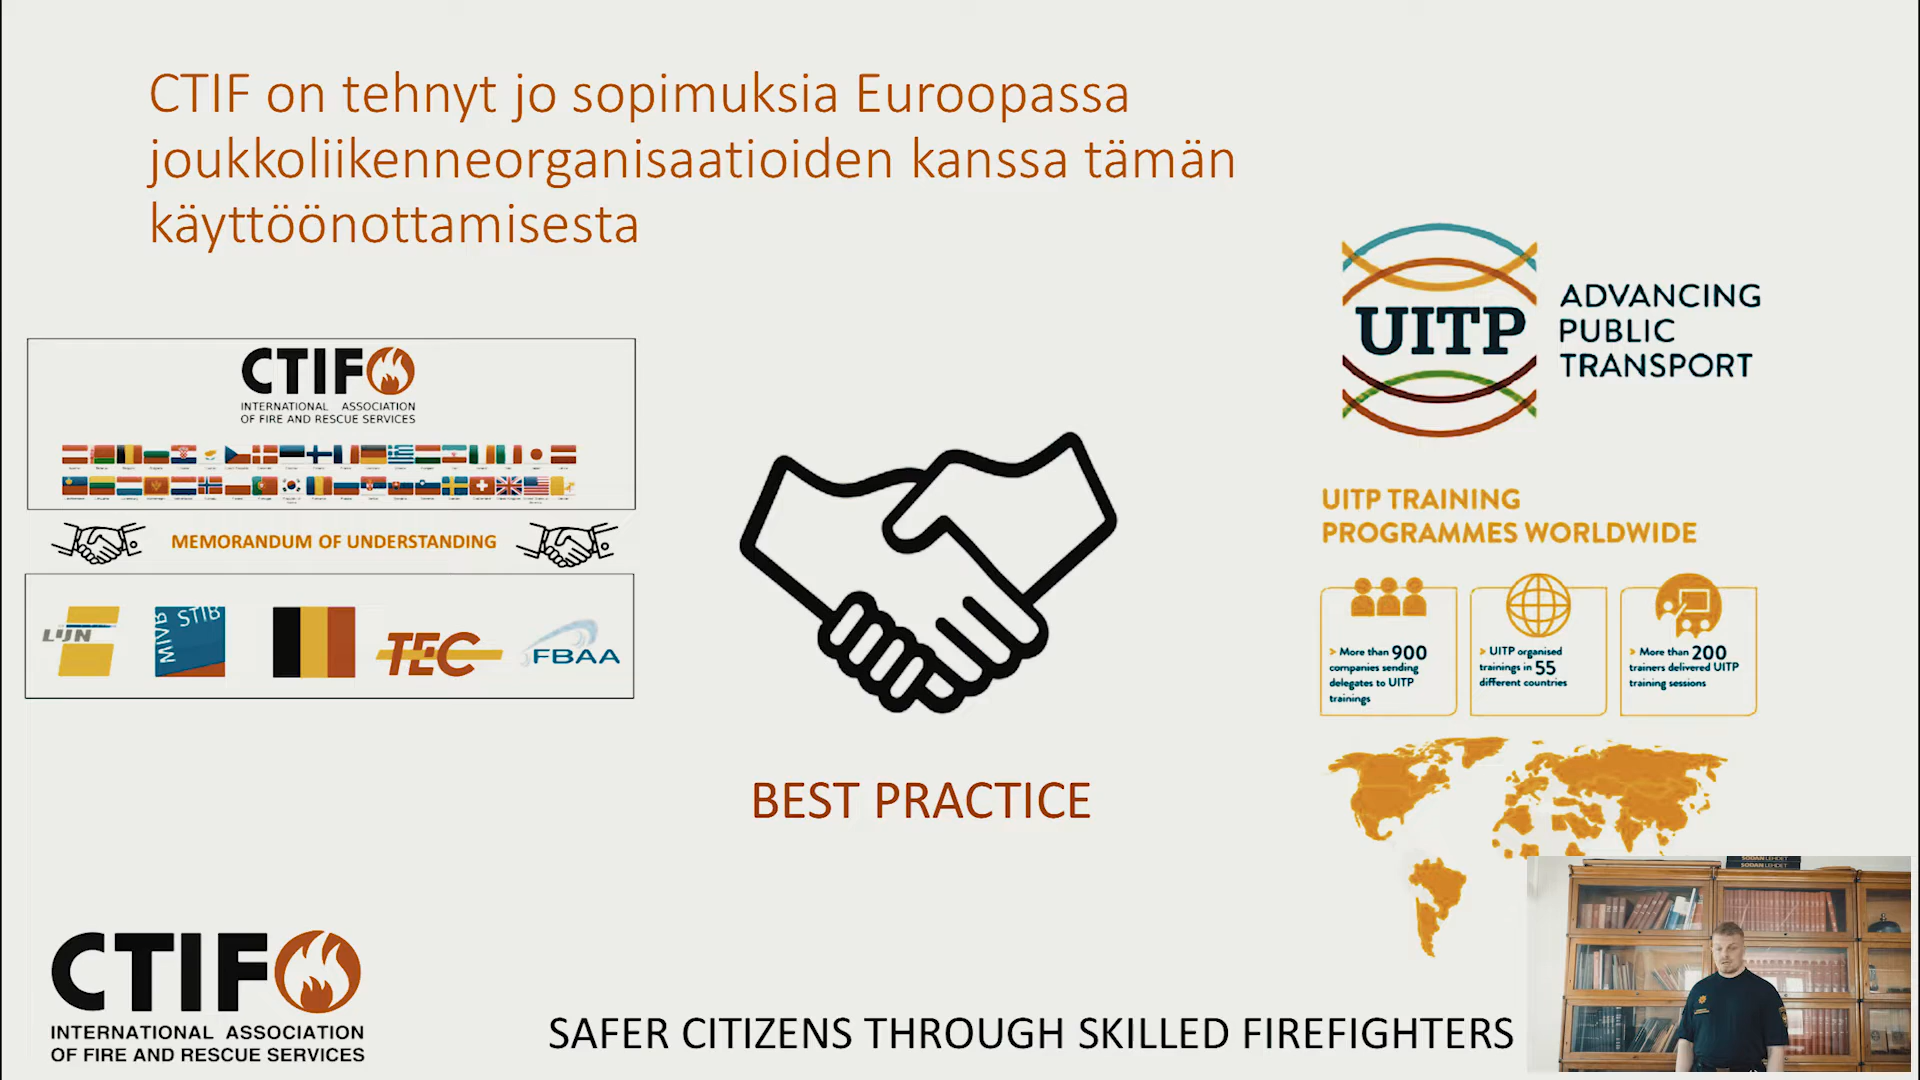 CTIF on tehnyt jo sopimuksia Euroopassa
joukkoliikenneorganisaatioiden kanssa tämän
käyttöönottamisesta
CTIF
INTERNATIONAL ASSOCIATION
OF FIRE AND RESCUE SERVICES
MEMORANDUM OF UNDERSTANDING
LIJN
MIVB
STIB
TEC
FBAA
BEST PRACTICE
UITP
ADVANCING
PUBLIC
TRANSPORT
UITP TRAINING
PROGRAMMES WORLDWIDE
> More than 900
companies sending
delegates to UITP
trainings
> UITP organised
trainings in 55
different countries
> More than 200
trainers delivered UITP
training sessions
CTIF
INTERNATIONAL ASSOCIATION
OF FIRE AND RESCUE SERVICES
SAFER CITIZENS THROUGH SKILLED FIREFIGHTERS